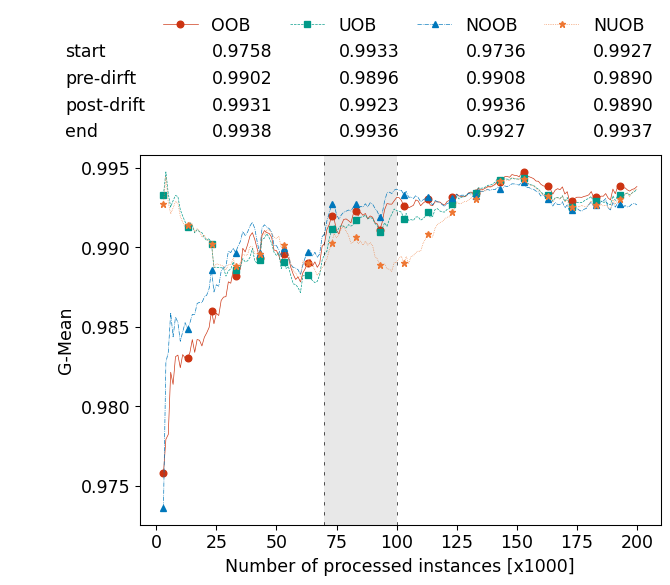 OOB UOB NOOB NUOB
start 0.9758 0.9933 0.9736 0.9927
pre-dirft 0.9902 0.9896 0.9908 0.9890
post-drift 0.9931 0.9923 0.9936 0.9890
end 0.9938 0.9936 0.9927 0.9937
0.995
0.990
0.985
0.980
0.975
G-Mean
0 25 50 75 100 125 150 175 200
Number of processed instances [x1000]